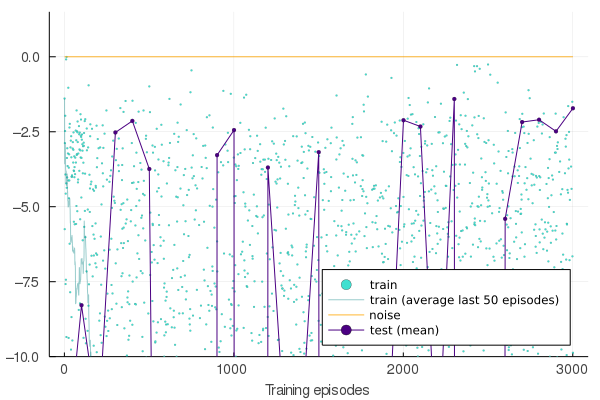 0.0
−2.5
−5.0
−7.5
−10.0
train
train (average last 50 episodes)
noise
test (mean)
0 1000 2000 3000
Training episodes